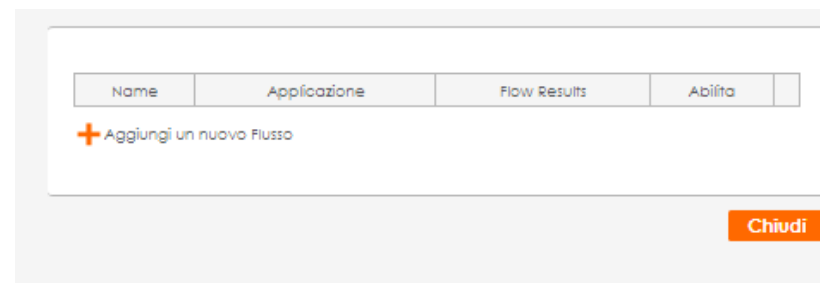 Name Applicazione Flow Results Abilita
Aggiungi un nuovo Flusso
Chiudi